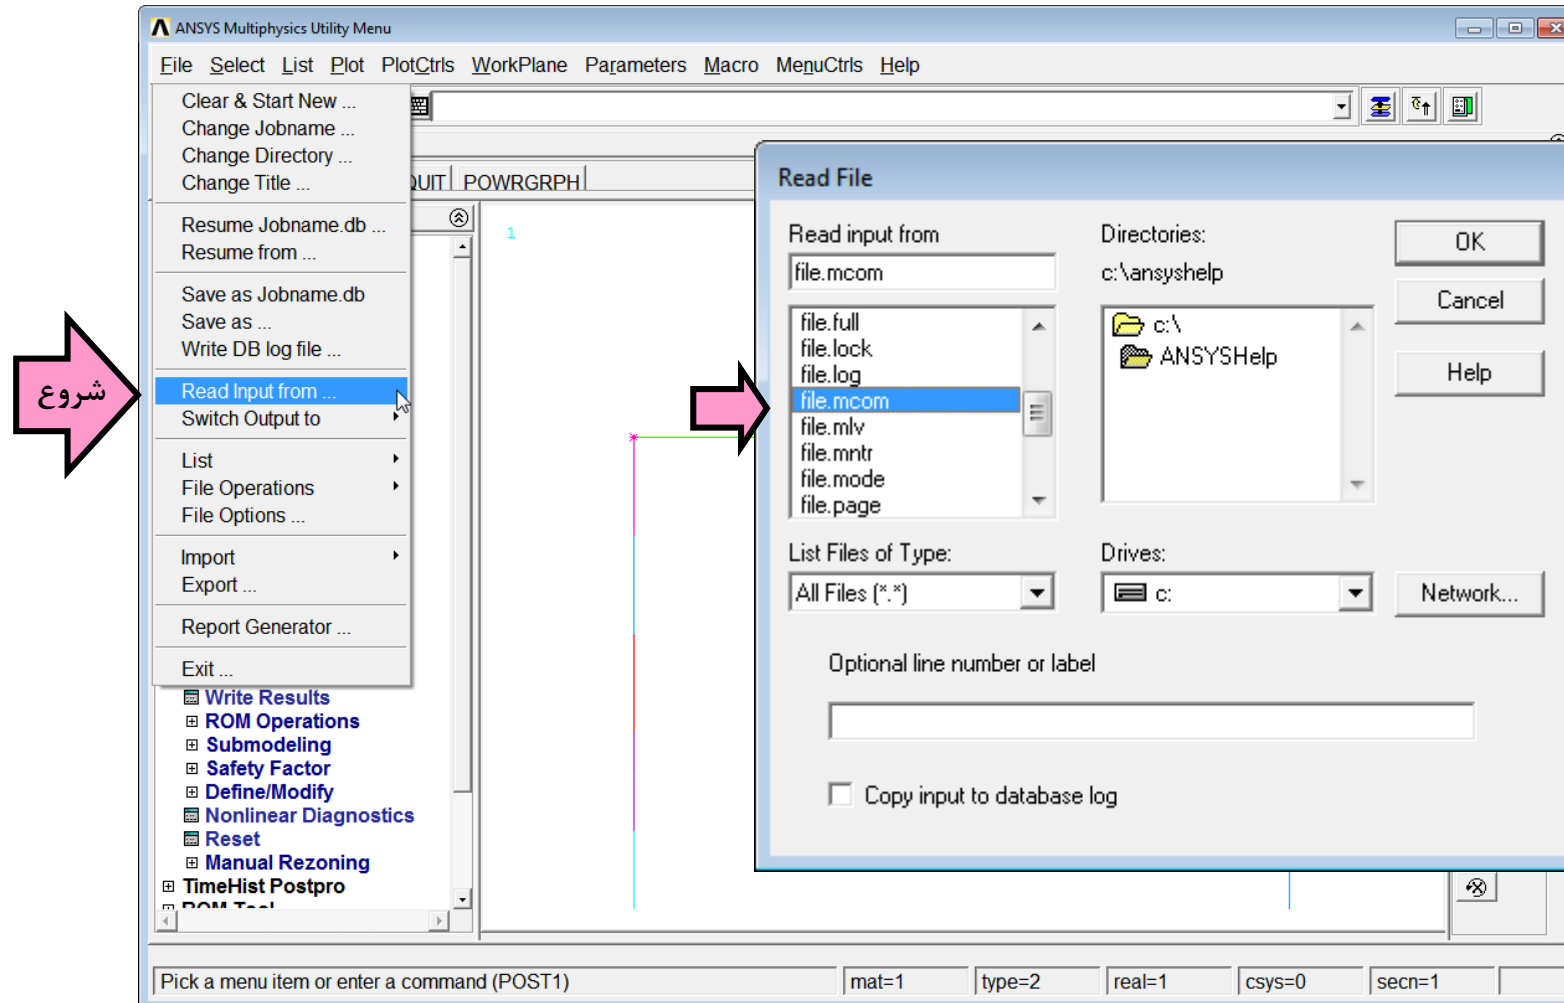 ANSYS Multiphysics Utility Menu
File Select List Plot PlotCtrls WorkPlane Parameters Macro MenuCtrls Help
Clear & Start New ...
Change Jobname ...
Change Directory ...
Change Title ...
QUIT POWRGRPH
Resume Jobname.db ...
Resume from ...
Save as Jobname.db
Save as ...
Write DB log file ...
شروع
Read Input from ...
Switch Output to
List
File Operations
File Options ...
Import
Export ...
Report Generator ...
Exit ...
Write Results
ROM Operations
Submodeling
Safety Factor
Define/Modify
Nonlinear Diagnostics
Reset
Manual Rezoning
TimeHist Postpro
ROM Tool
1
Read File
Read input from
file.mcom
file.full
file.lock
file.log
file.mcom
file.mlv
file.mntr
file.mode
file.page
List Files of Type:
All Files (*.*)
Directories:
c:\ansyshelp
c:\
ANSYSHelp
Drives:
c:
OK
Cancel
Help
Network...
Optional line number or label
Copy input to database log
Pick a menu item or enter a command (POST1)
mat=1
type=2
real=1
csys=0
secn=1